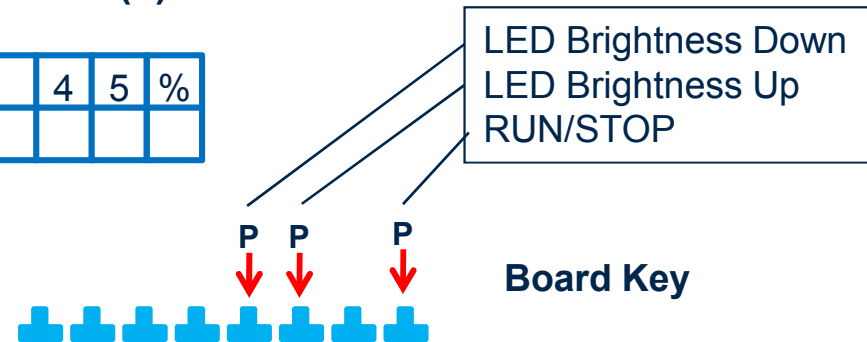 LED Brightness Down
LED Brightness Up
RUN/STOP
4 5 %
P P P
Board Key